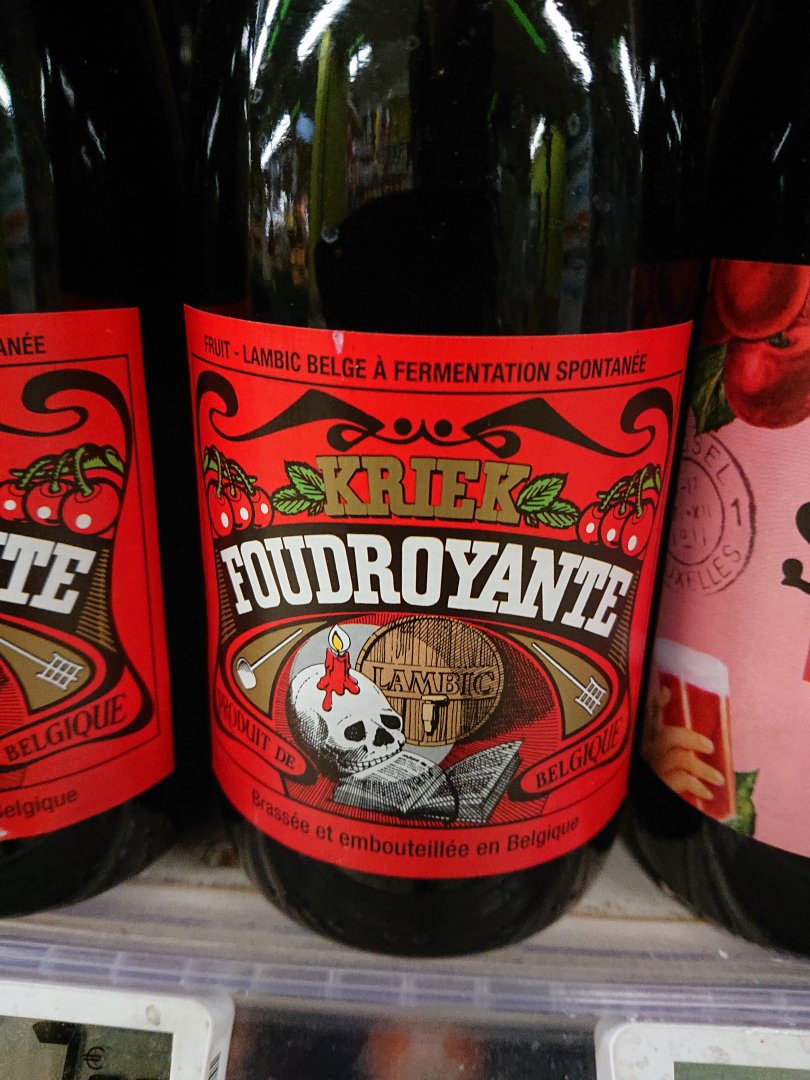 FRUIT - LAMBIC BELGE À FERMENTATION SPONTANÉE
KRIEK
FOUDROYANTE
LAMBIC
PRODUIT DE BELGIQUE
Brassée et embouteillée en Belgique
ANÉE
TE
BELGIQUE
Belgique
€